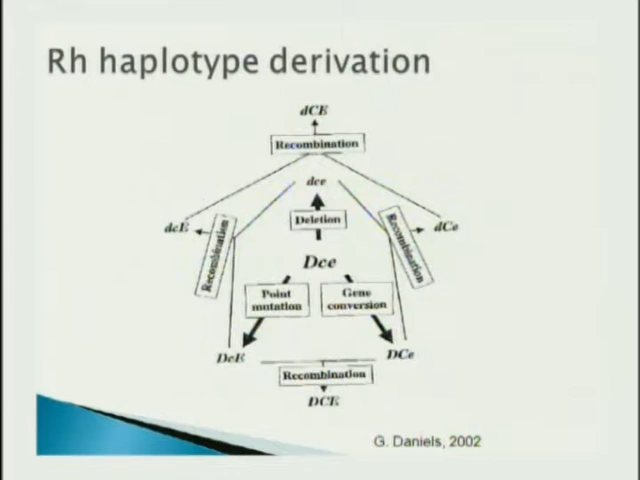 Rh haplotype derivation
dCE
Recombination
dce
dcE
Recombination
Deletion
Recombination
dCe
Dce
Point
mutation
Gene
conversion
DcE
DCe
Recombination
DCE
G. Daniels, 2002